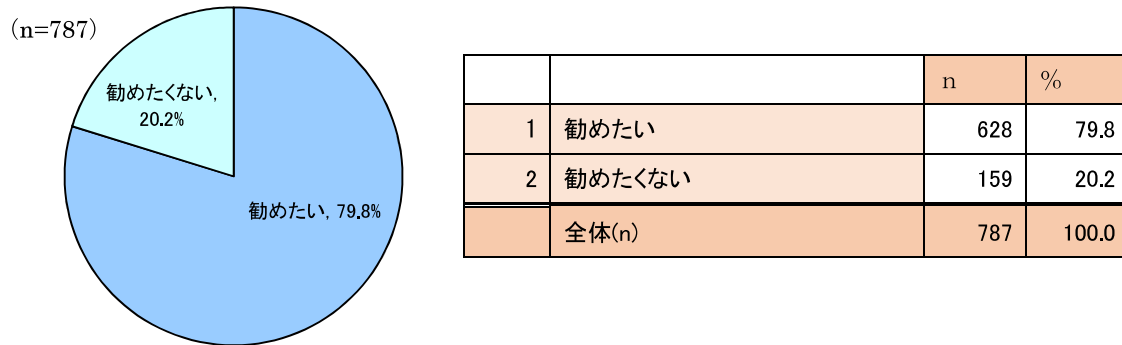 (n=787)
勧めたくない,
20.2%
勧めたい, 79.8%
n %
1 勧めたい 628 79.8
2 勧めたくない 159 20.2
全体(n) 787 100.0